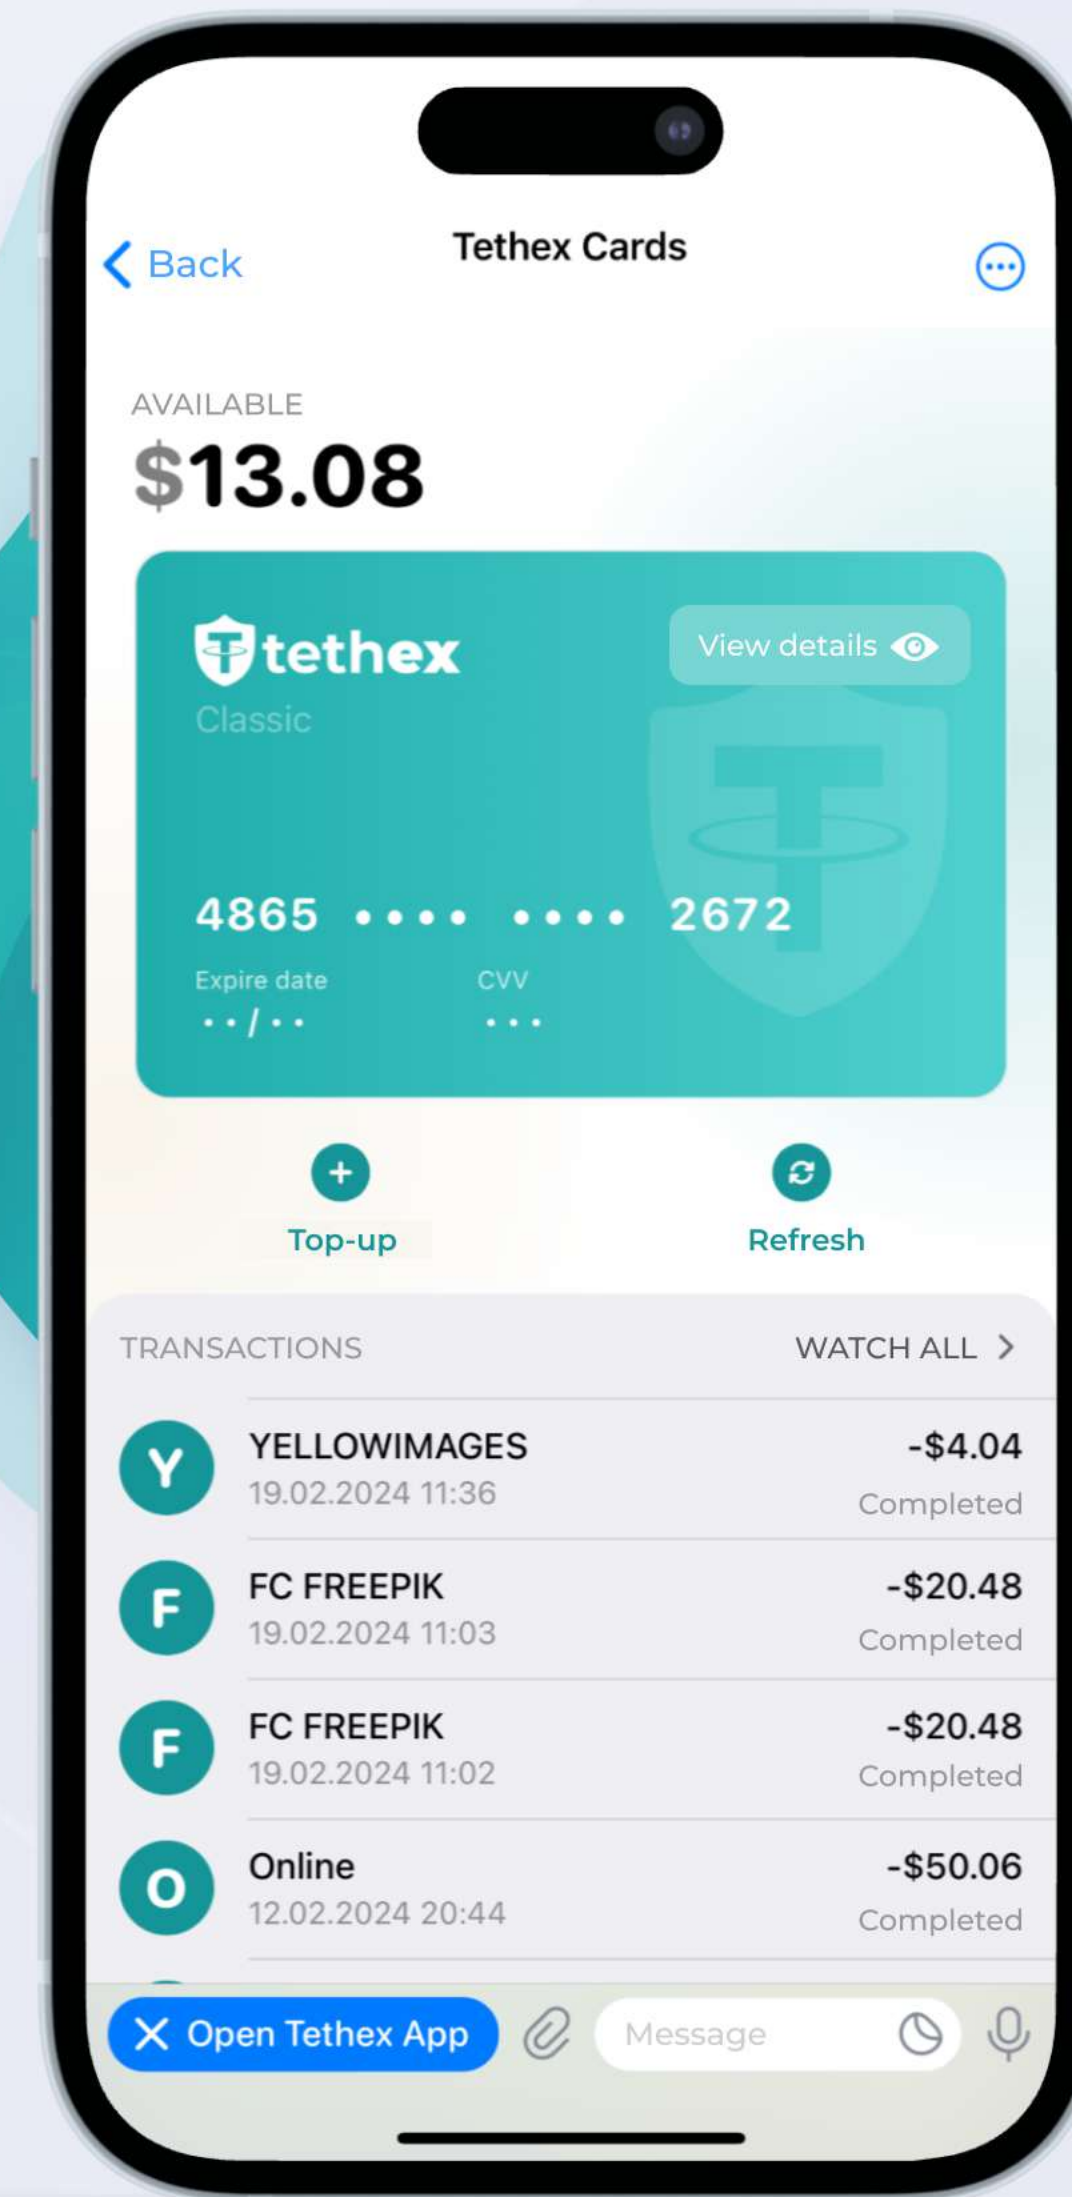 Back
Tethex Cards
AVAILABLE
$13.08
tethex
View details
Classic
4865 •••• •••• 2672
Expire date
CVV
••/••
•••
Top-up
Refresh
TRANSACTIONS
WATCH ALL >
Y
YELLOWIMAGES
-$4.04
19.02.2024 11:36
Completed
F
FC FREEPIK
-$20.48
19.02.2024 11:03
Completed
F
FC FREEPIK
-$20.48
19.02.2024 11:02
Completed
O
Online
-$50.06
12.02.2024 20:44
Completed
Open Tethex App
Message